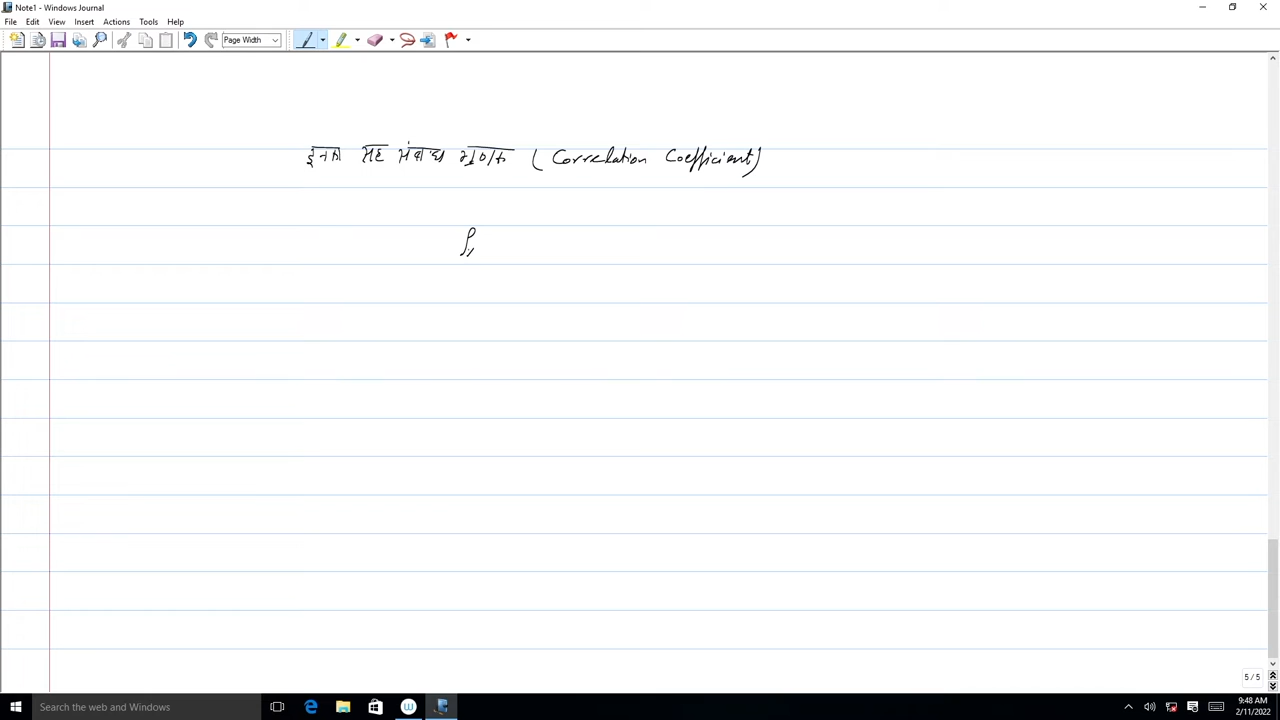 Note1 - Windows Journal
File Edit View Insert Actions Tools Help
Page Width
सह संबंध गुणांक (Correlation Coefficient)
ρ
5 / 5
Search the web and Windows
9:48 AM
2/11/2022